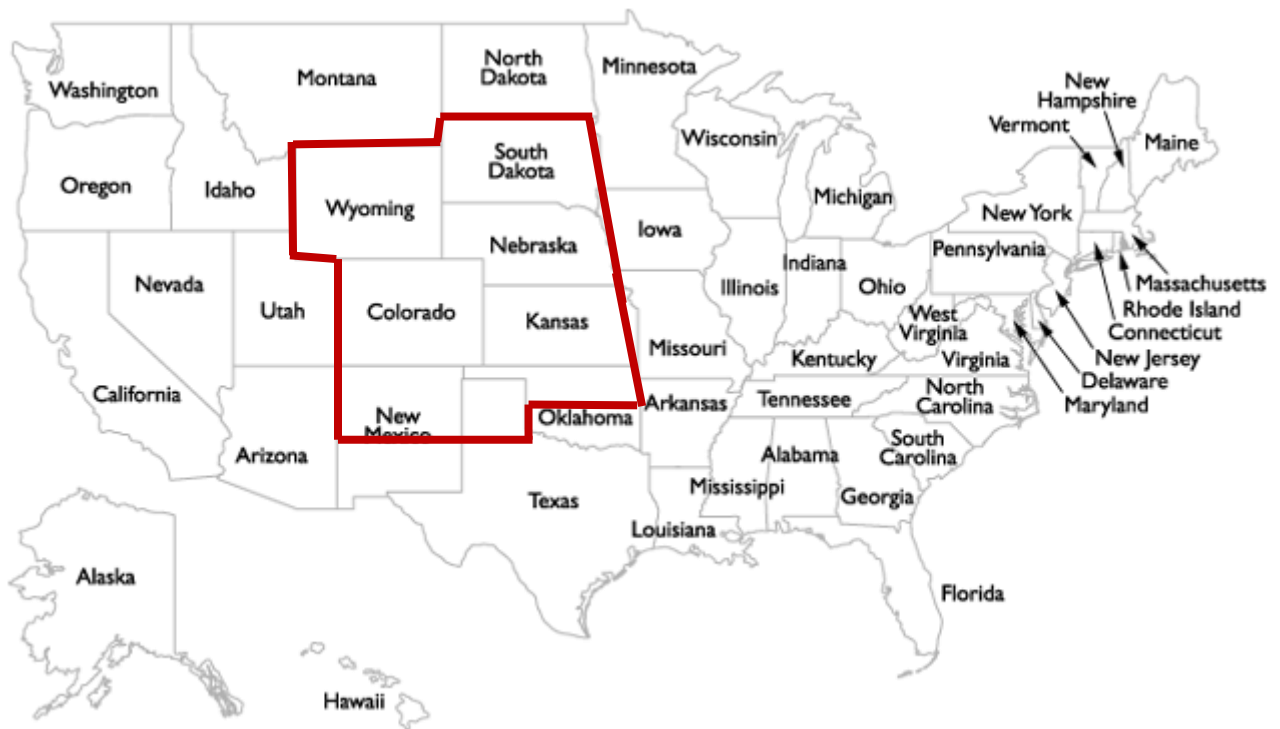 Washington
Montana
North
Dakota
Minnesota
Oregon
Idaho
Wyoming
South
Dakota
Wisconsin
Michigan
New
Hampshire
Vermont
Maine
New York
Nevada
Utah
Colorado
Nebraska
Iowa
Kansas
Illinois
Indiana
Ohio
Pennsylvania
Massachusetts
Rhode Island
Connecticut
New Jersey
Delaware
Maryland
West
Virginia
Virginia
Kentucky
Missouri
California
Arizona
New
Mexico
Oklahoma
Arkansas
Tennessee
North
Carolina
South
Carolina
Texas
Louisiana
Mississippi
Alabama
Georgia
Florida
Alaska
Hawaii